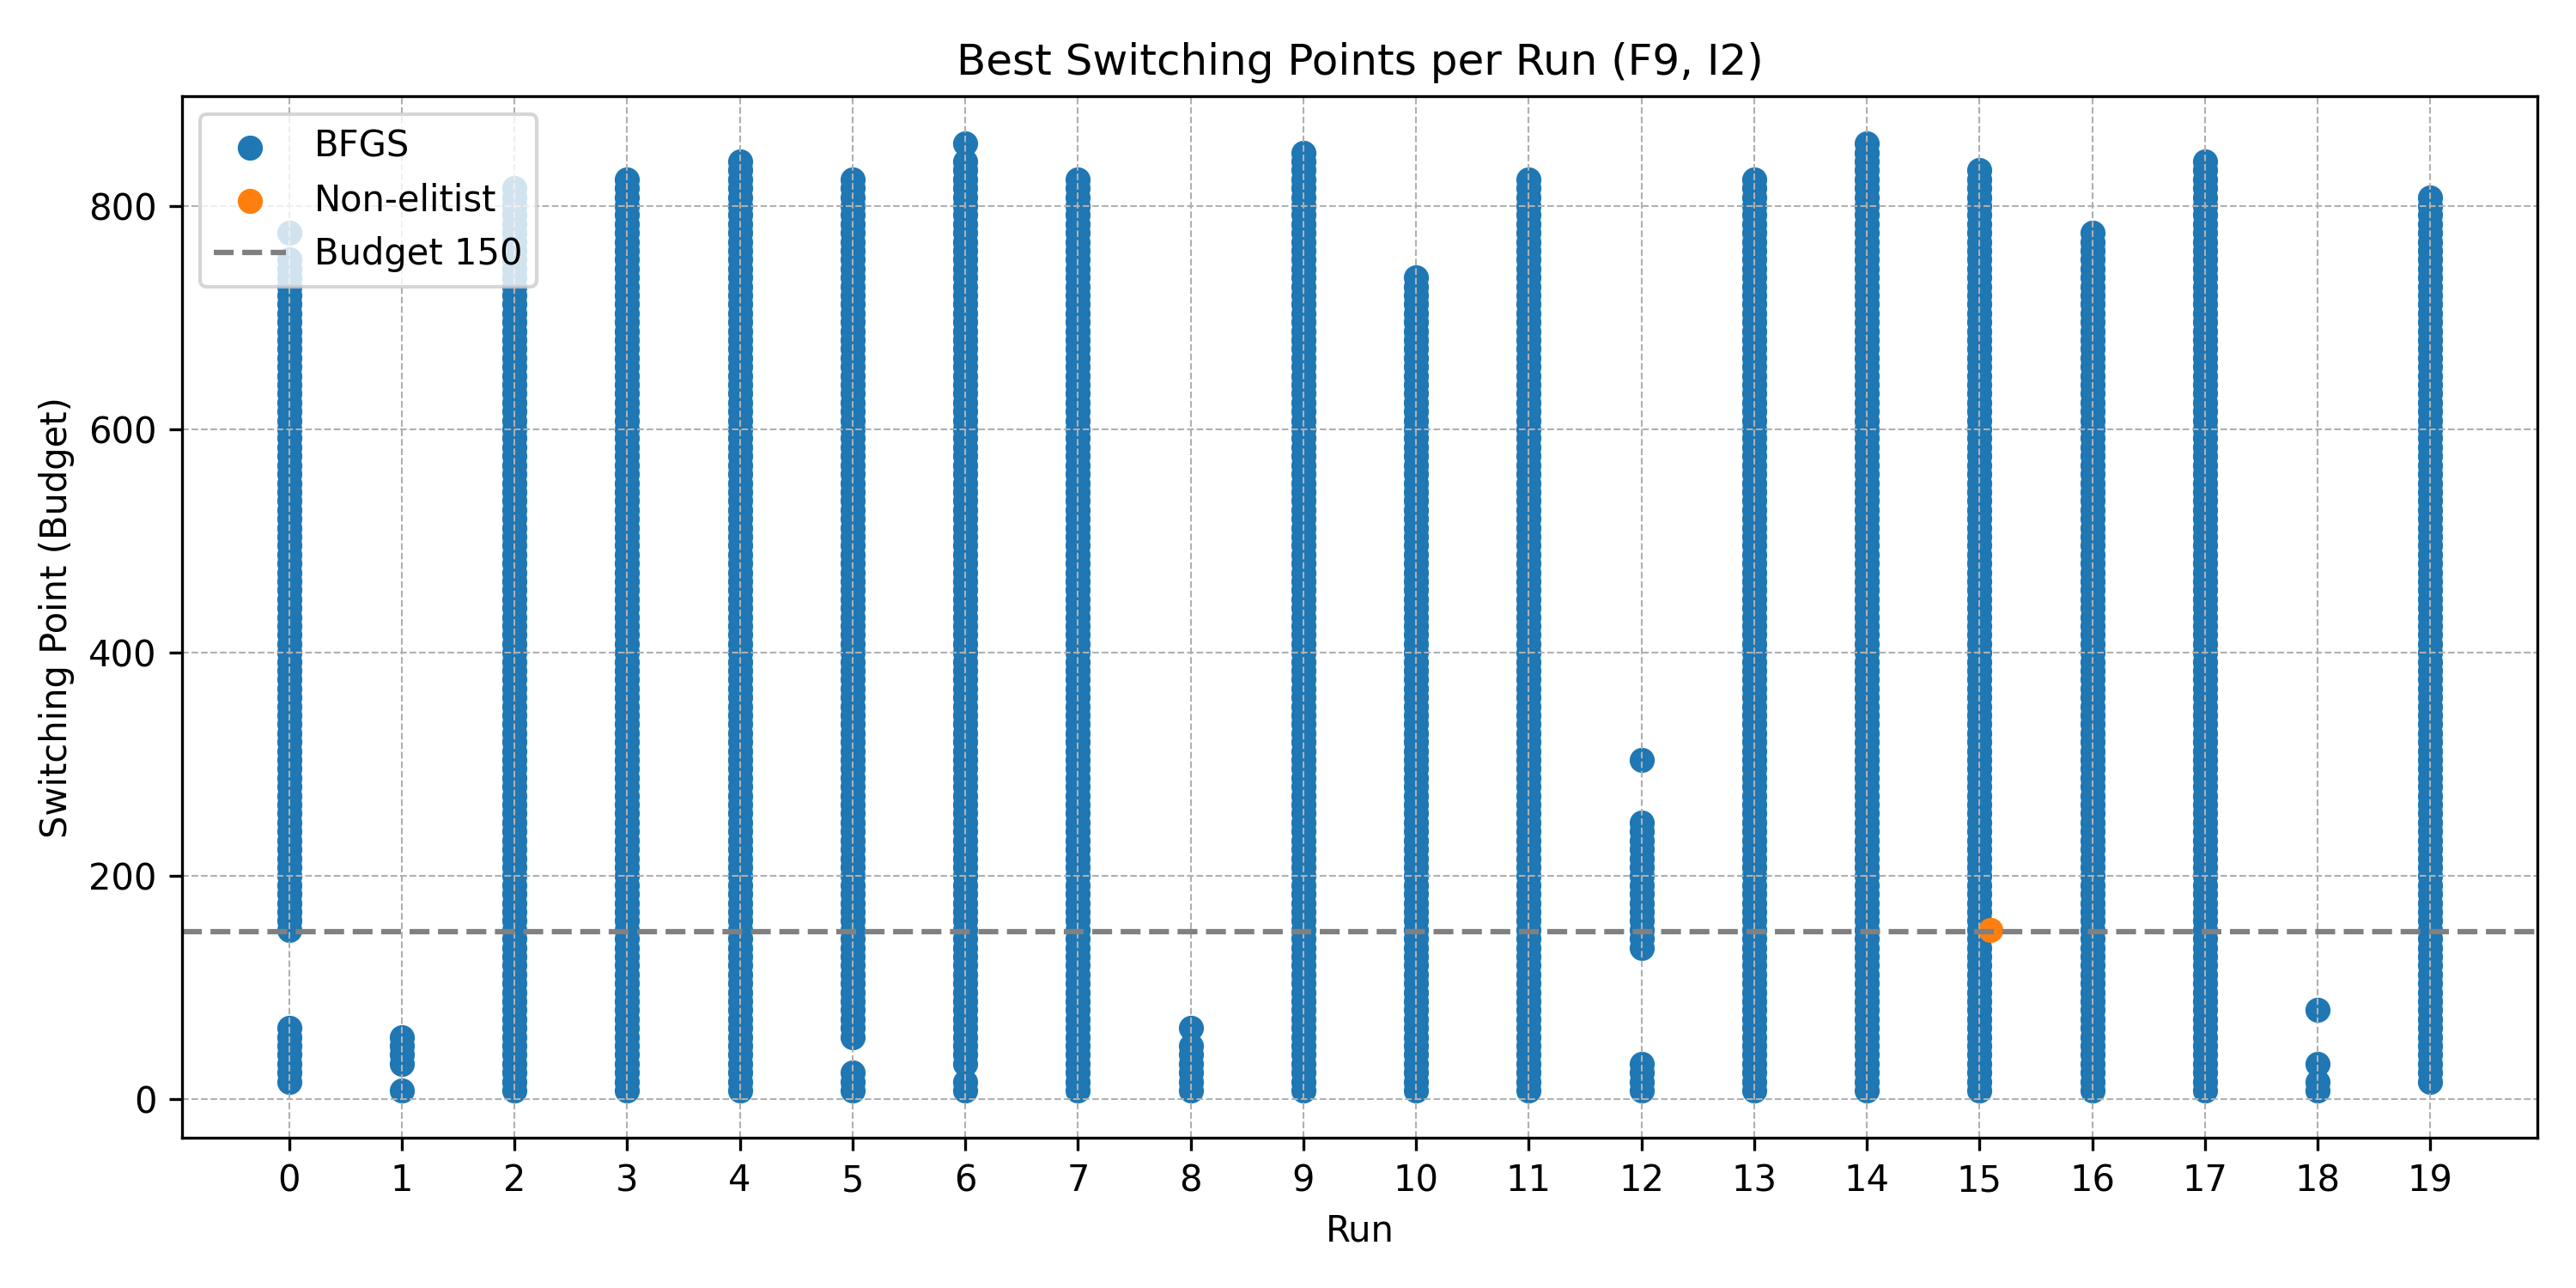 Best Switching Points per Run (F9, I2)
BFGS
Non-elitist
Budget 150
Switching Point (Budget)
800
600
400
200
0
0 1 2 3 4 5 6 7 8 9 10 11 12 13 14 15 16 17 18 19
Run